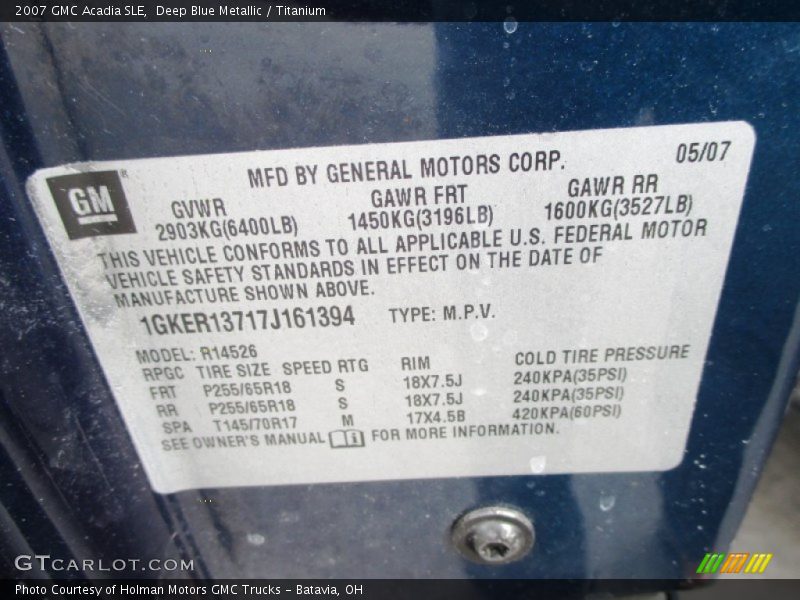 2007 GMC Acadia SLE, Deep Blue Metallic / Titanium
GM®
MFD BY GENERAL MOTORS CORP. 05/07
GVWR GAWR FRT GAWR RR
2903KG(6400LB) 1450KG(3196LB) 1600KG(3527LB)
THIS VEHICLE CONFORMS TO ALL APPLICABLE U.S. FEDERAL MOTOR
VEHICLE SAFETY STANDARDS IN EFFECT ON THE DATE OF
MANUFACTURE SHOWN ABOVE.
1GKER13717J161394 TYPE: M.P.V.
MODEL: R14526
RPGC TIRE SIZE SPEED RTG RIM COLD TIRE PRESSURE
FRT P255/65R18 S 18X7.5J 240KPA(35PSI)
RR P255/65R18 S 18X7.5J 240KPA(35PSI)
SPA T145/70R17 M 17X4.5B 420KPA(60PSI)
SEE OWNER'S MANUAL FOR MORE INFORMATION.
GTCARLOT.COM
Photo Courtesy of Holman Motors GMC Trucks - Batavia, OH